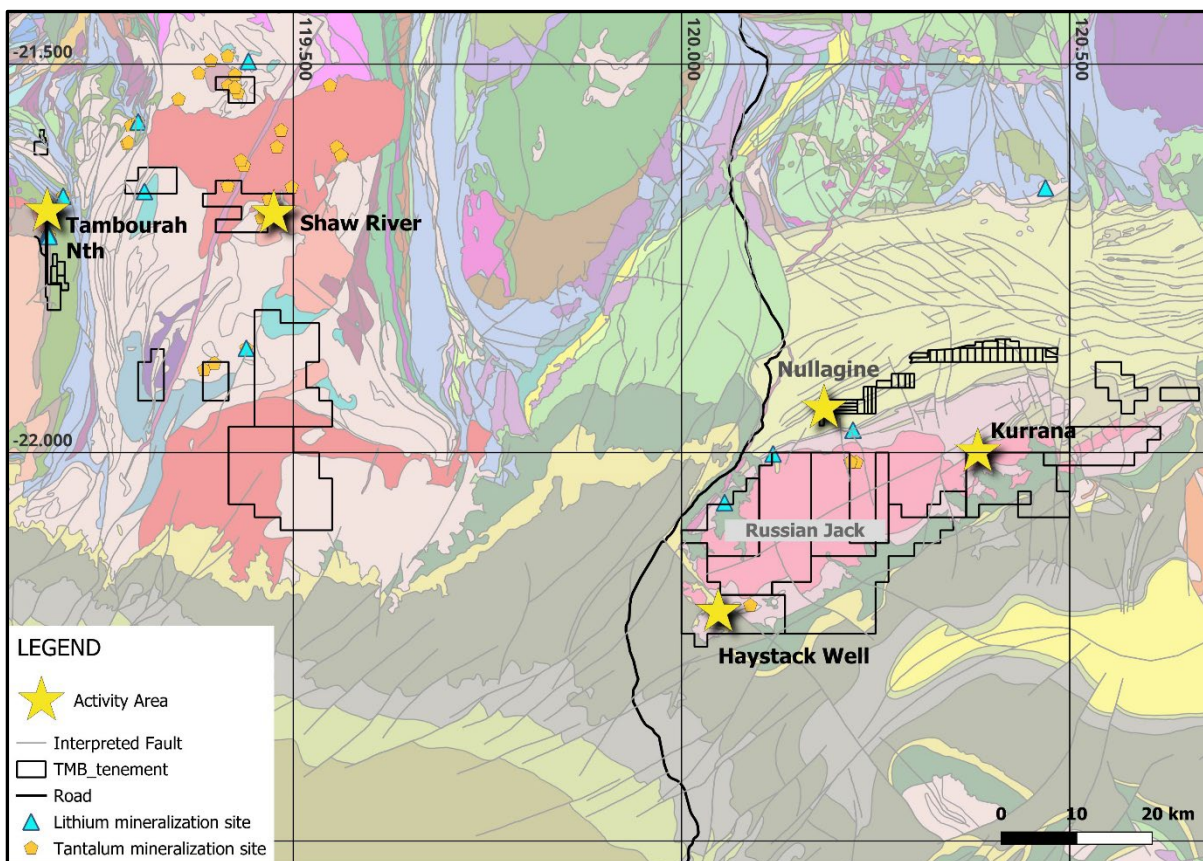 -21.500
119.500
120.000
120.500
Tambourah
Nth
Shaw River
Nullagine
-22.000
Kurrana
Russian Jack
Haystack Well
LEGEND
Activity Area
Interpreted Fault
TMB_tenement
Road
Lithium mineralization site
Tantalum mineralization site
0 10 20 km